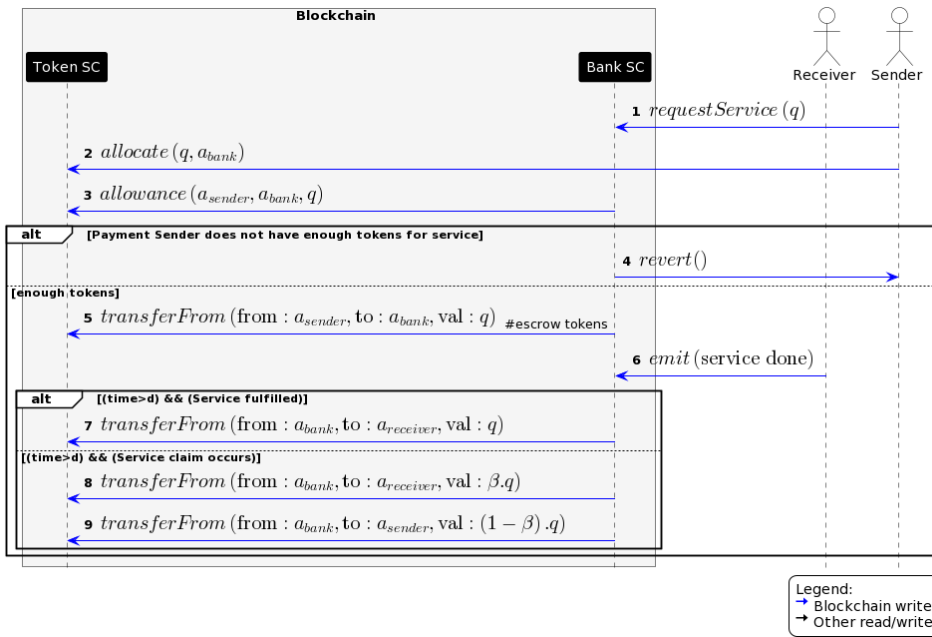 Blockchain
Token SC
Bank SC
Receiver
Sender
1 requestService (q)
2 allocate (q, a_bank)
3 allowance (a_sender, a_bank, q)
alt [Payment Sender does not have enough tokens for service]
4 revert()
[enough tokens]
5 transferFrom (from : a_sender, to : a_bank, val : q) #escrow tokens
6 emit (service done)
alt [(time>d) && (Service fulfilled)]
7 transferFrom (from : a_bank, to : a_receiver, val : q)
[(time>d) && (Service claim occurs)]
8 transferFrom (from : a_bank, to : a_receiver, val : β.q)
9 transferFrom (from : a_bank, to : a_sender, val : (1 − β) .q)
Legend:
Blockchain write
Other read/write